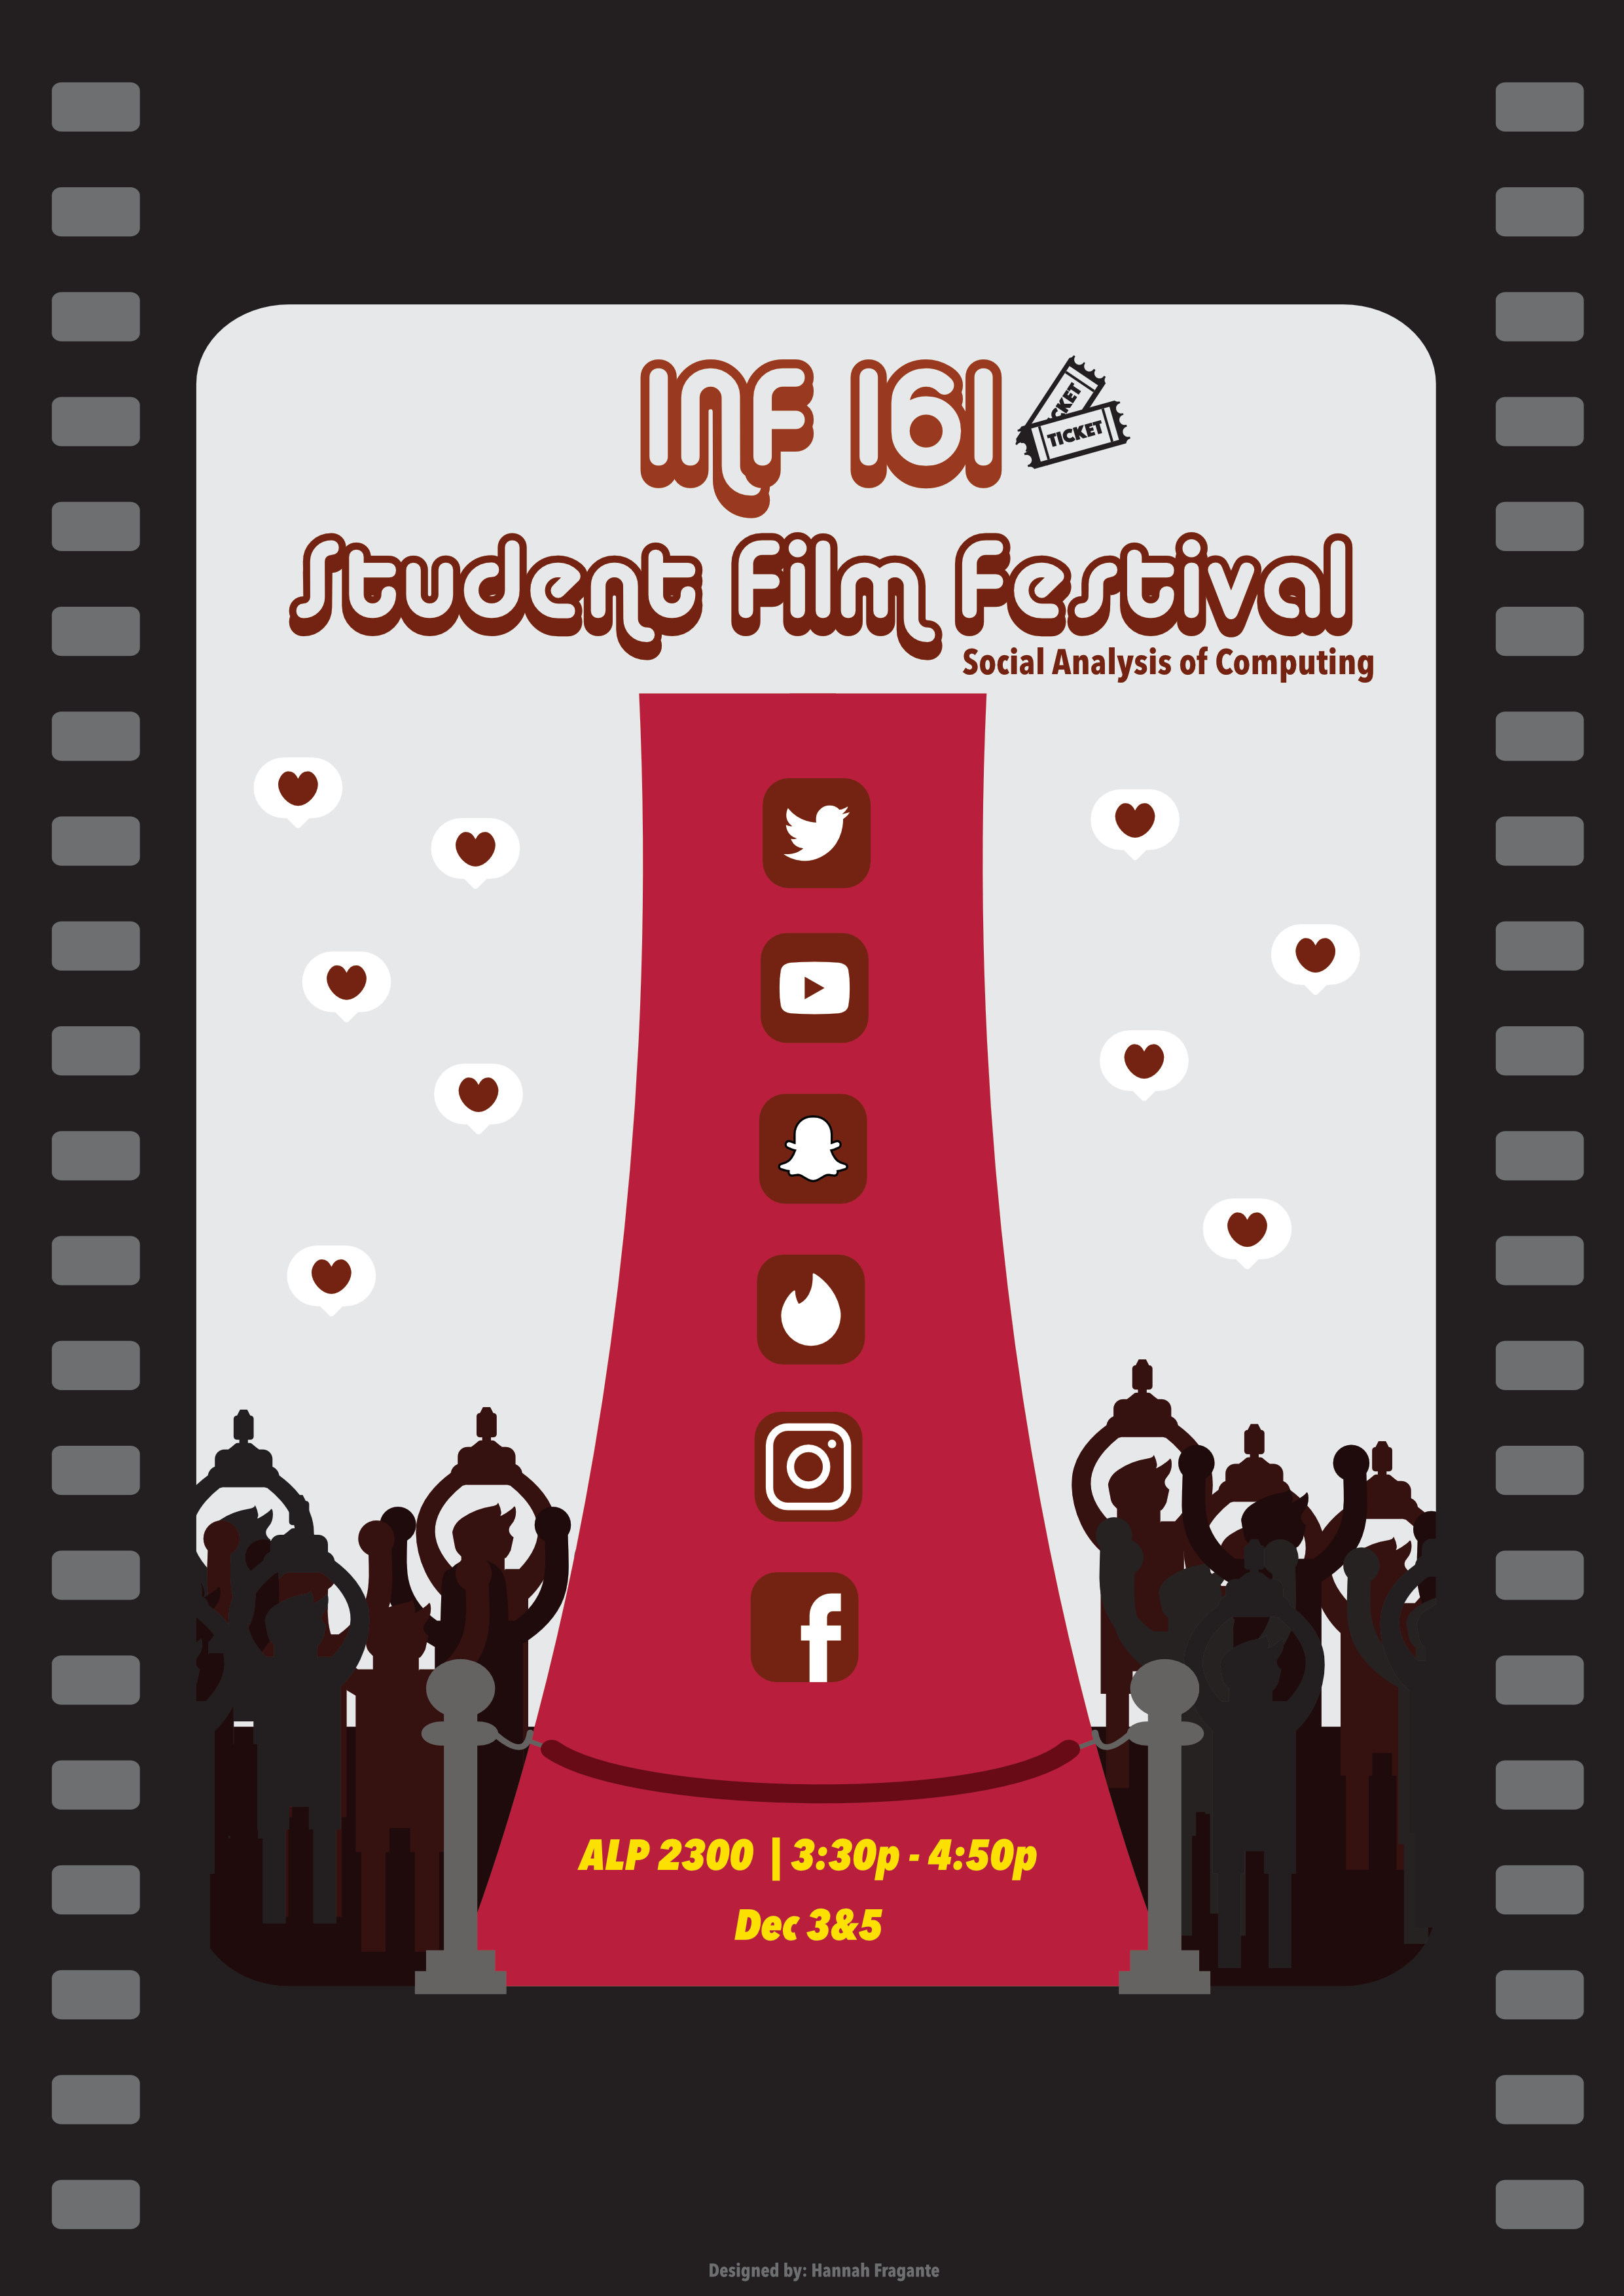 Inf 161
CKET
TICKET
Student Film Festival
Social Analysis of Computing
ALP 2300 | 3:30p - 4:50p
Dec 3&5
Designed by: Hannah Fragante